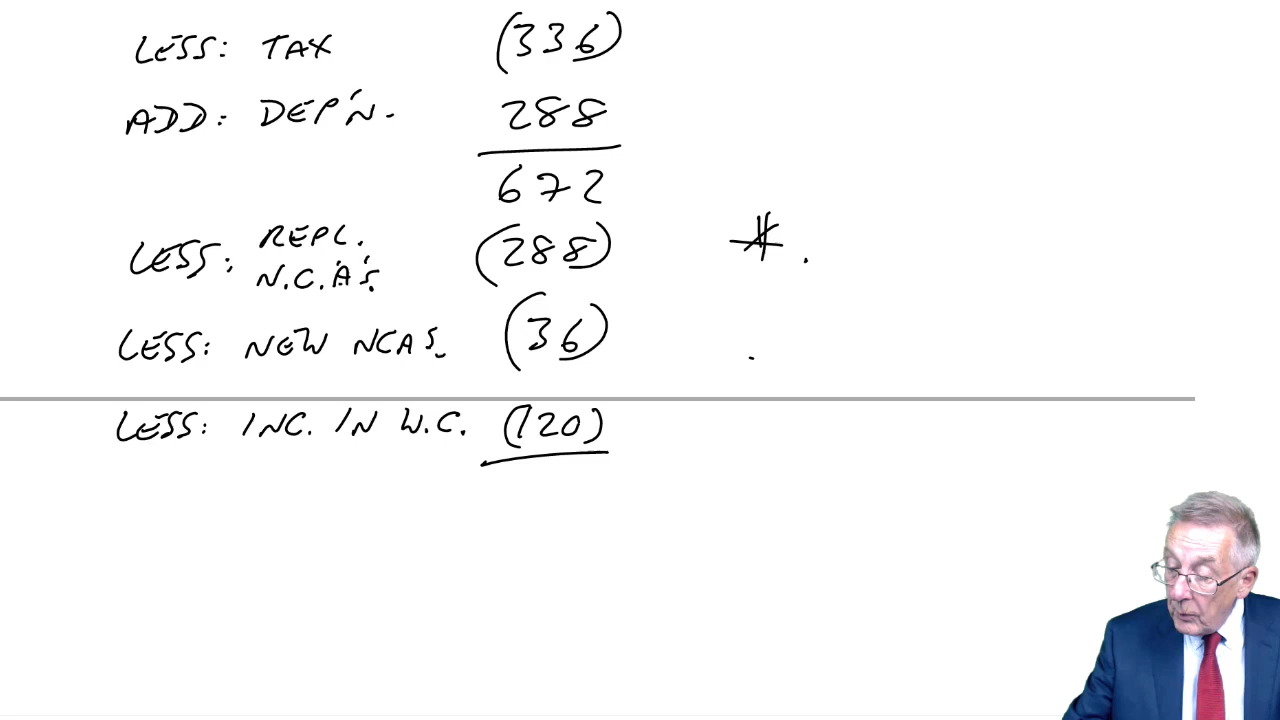 LESS: TAX (336)
ADD: DEP'N. 288
672
LESS: REPL. N.C.A'S. (288) *.
LESS: NEW NCAS. (36)
LESS: INC. IN W.C. (120)